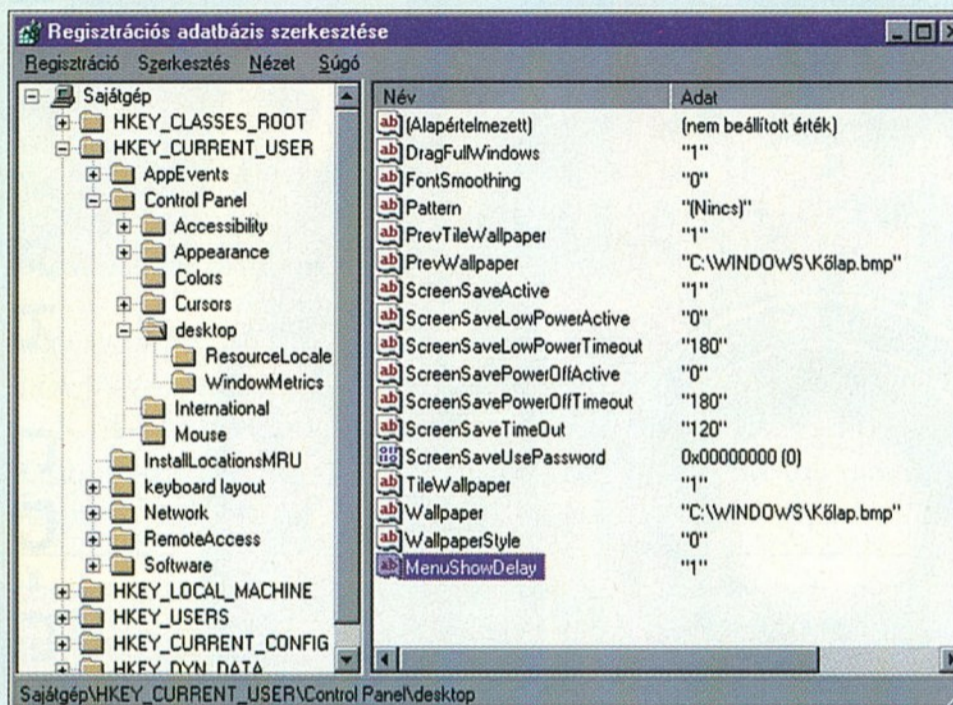 Regisztrációs adatbázis szerkesztése
Regisztráció Szerkesztés Nézet Súgó
Sajátgép
HKEY_CLASSES_ROOT
HKEY_CURRENT_USER
AppEvents
Control Panel
Accessibility
Appearance
Colors
Cursors
desktop
ResourceLocale
WindowMetrics
International
Mouse
InstallLocationsMRU
keyboard layout
Network
RemoteAccess
Software
HKEY_LOCAL_MACHINE
HKEY_USERS
HKEY_CURRENT_CONFIG
HKEY_DYN_DATA
Név Adat
(Alapértelmezett) (nem beállított érték)
DragFullWindows "1"
FontSmoothing "0"
Pattern "(Nincs)"
PrevTileWallpaper "1"
PrevWallpaper "C:\WINDOWS\Kőlap.bmp"
ScreenSaveActive "1"
ScreenSaveLowPowerActive "0"
ScreenSaveLowPowerTimeout "180"
ScreenSavePowerOffActive "0"
ScreenSavePowerOffTimeout "180"
ScreenSaveTimeOut "120"
ScreenSaveUsePassword 0x00000000 (0)
TileWallpaper "1"
Wallpaper "C:\WINDOWS\Kőlap.bmp"
WallpaperStyle "0"
MenuShowDelay "1"
Sajátgép\HKEY_CURRENT_USER\Control Panel\desktop